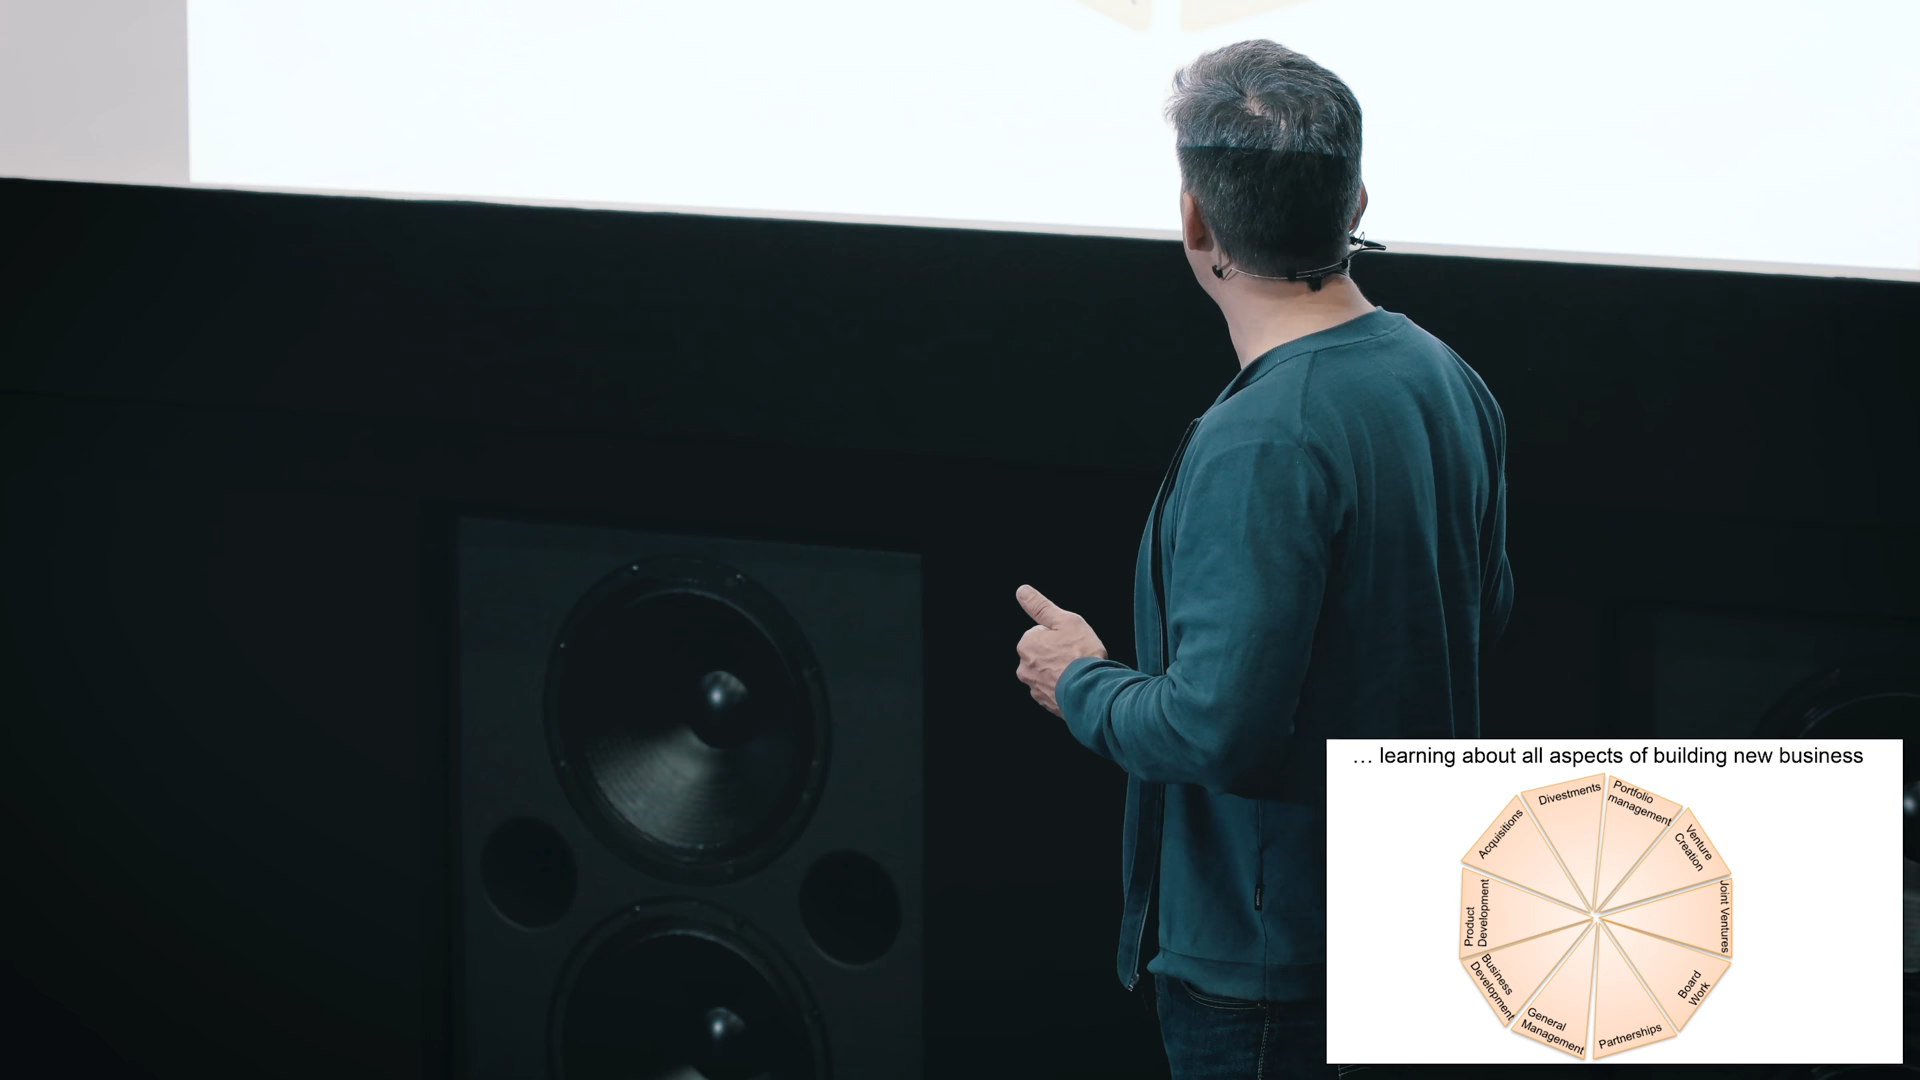 … learning about all aspects of building new business
Divestments
Portfolio
management
Venture
Creation
Joint Ventures
Board
Work
Partnerships
General
Management
Business
Development
Product
Development
Acquisitions